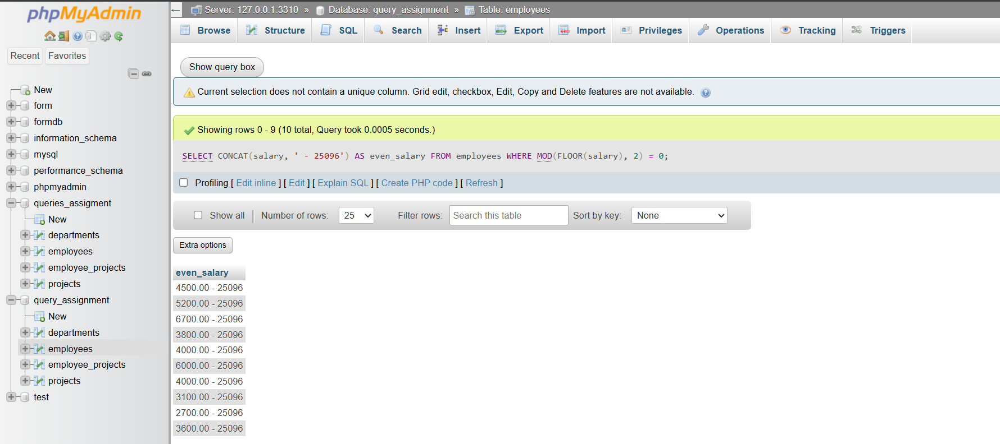 phpMyAdmin
Recent Favorites
New
form
formdb
information_schema
mysql
performance_schema
phpmyadmin
queries_assigment
New
departments
employees
employee_projects
projects
query_assignment
New
departments
employees
employee_projects
projects
test
Server: 127.0.0.1:3310 » Database: query_assignment » Table: employees
Browse Structure SQL Search Insert Export Import Privileges Operations Tracking Triggers
Show query box
Current selection does not contain a unique column. Grid edit, checkbox, Edit, Copy and Delete features are not available.
Showing rows 0 - 9 (10 total, Query took 0.0005 seconds.)
SELECT CONCAT(salary, ' - 25096') AS even_salary FROM employees WHERE MOD(FLOOR(salary), 2) = 0;
Profiling [ Edit inline ] [ Edit ] [ Explain SQL ] [ Create PHP code ] [ Refresh ]
Show all Number of rows: 25 Filter rows: Search this table Sort by key: None
Extra options
even_salary
4500.00 - 25096
5200.00 - 25096
6700.00 - 25096
3800.00 - 25096
4000.00 - 25096
6000.00 - 25096
4000.00 - 25096
3100.00 - 25096
2700.00 - 25096
3600.00 - 25096